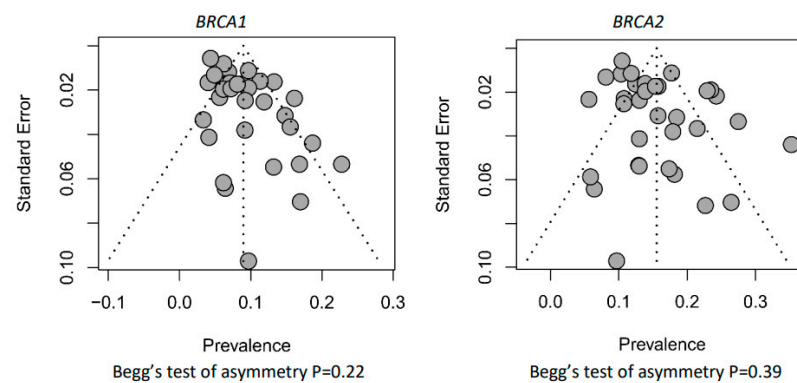 BRCA1
Standard Error
0.02
0.06
0.10
−0.1
0.0
0.1
0.2
0.3
Prevalence
Begg’s test of asymmetry P=0.22
BRCA2
Standard Error
0.02
0.06
0.10
0.0
0.1
0.2
0.3
Prevalence
Begg’s test of asymmetry P=0.39